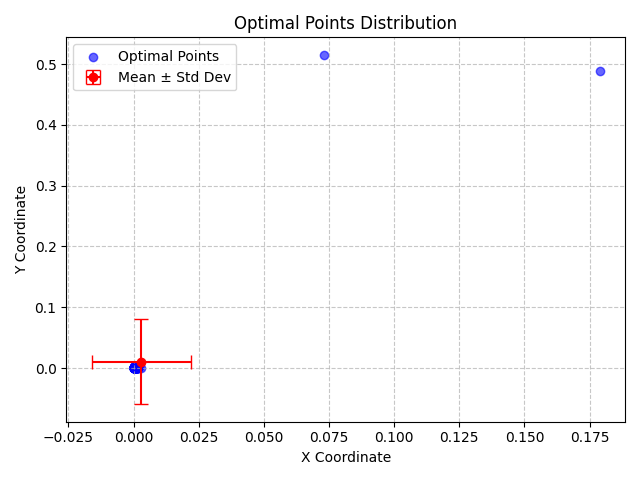 Optimal Points Distribution
Optimal Points
Mean ± Std Dev
Y Coordinate
0.5
0.4
0.3
0.2
0.1
0.0
−0.025 0.000 0.025 0.050 0.075 0.100 0.125 0.150 0.175
X Coordinate